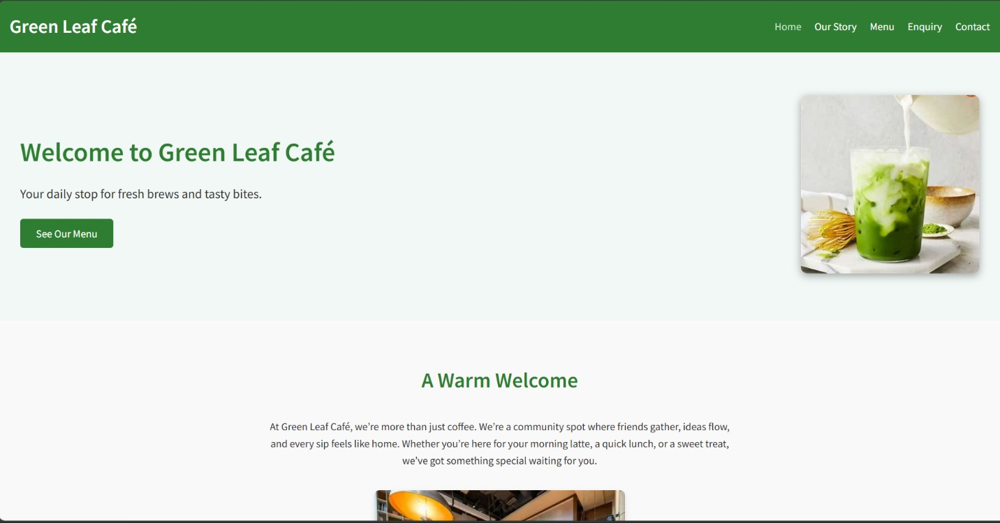 Green Leaf Café
Home Our Story Menu Enquiry Contact
Welcome to Green Leaf Café
Your daily stop for fresh brews and tasty bites.
See Our Menu
A Warm Welcome
At Green Leaf Café, we’re more than just coffee. We’re a community spot where friends gather, ideas flow,
and every sip feels like home. Whether you’re here for your morning latte, a quick lunch, or a sweet treat,
we’ve got something special waiting for you.